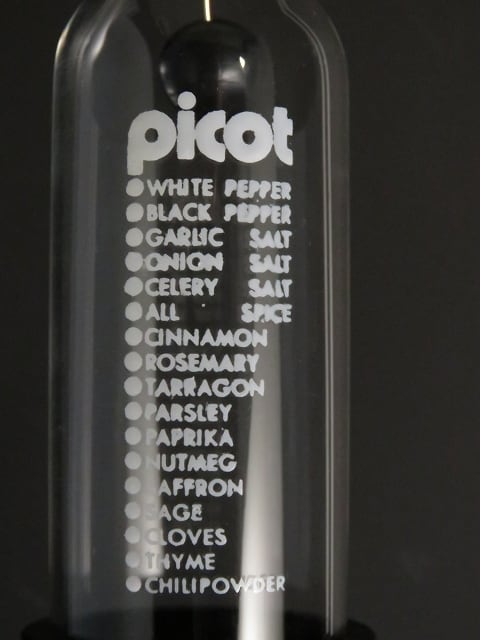 picot
WHITE PEPPER
BLACK PEPPER
GARLIC SALT
ONION SALT
CELERY SALT
ALL SPICE
CINNAMON
ROSEMARY
TARRAGON
PARSLEY
PAPRIKA
NUTMEG
SAFFRON
SAGE
CLOVES
THYME
CHILIPOWDER